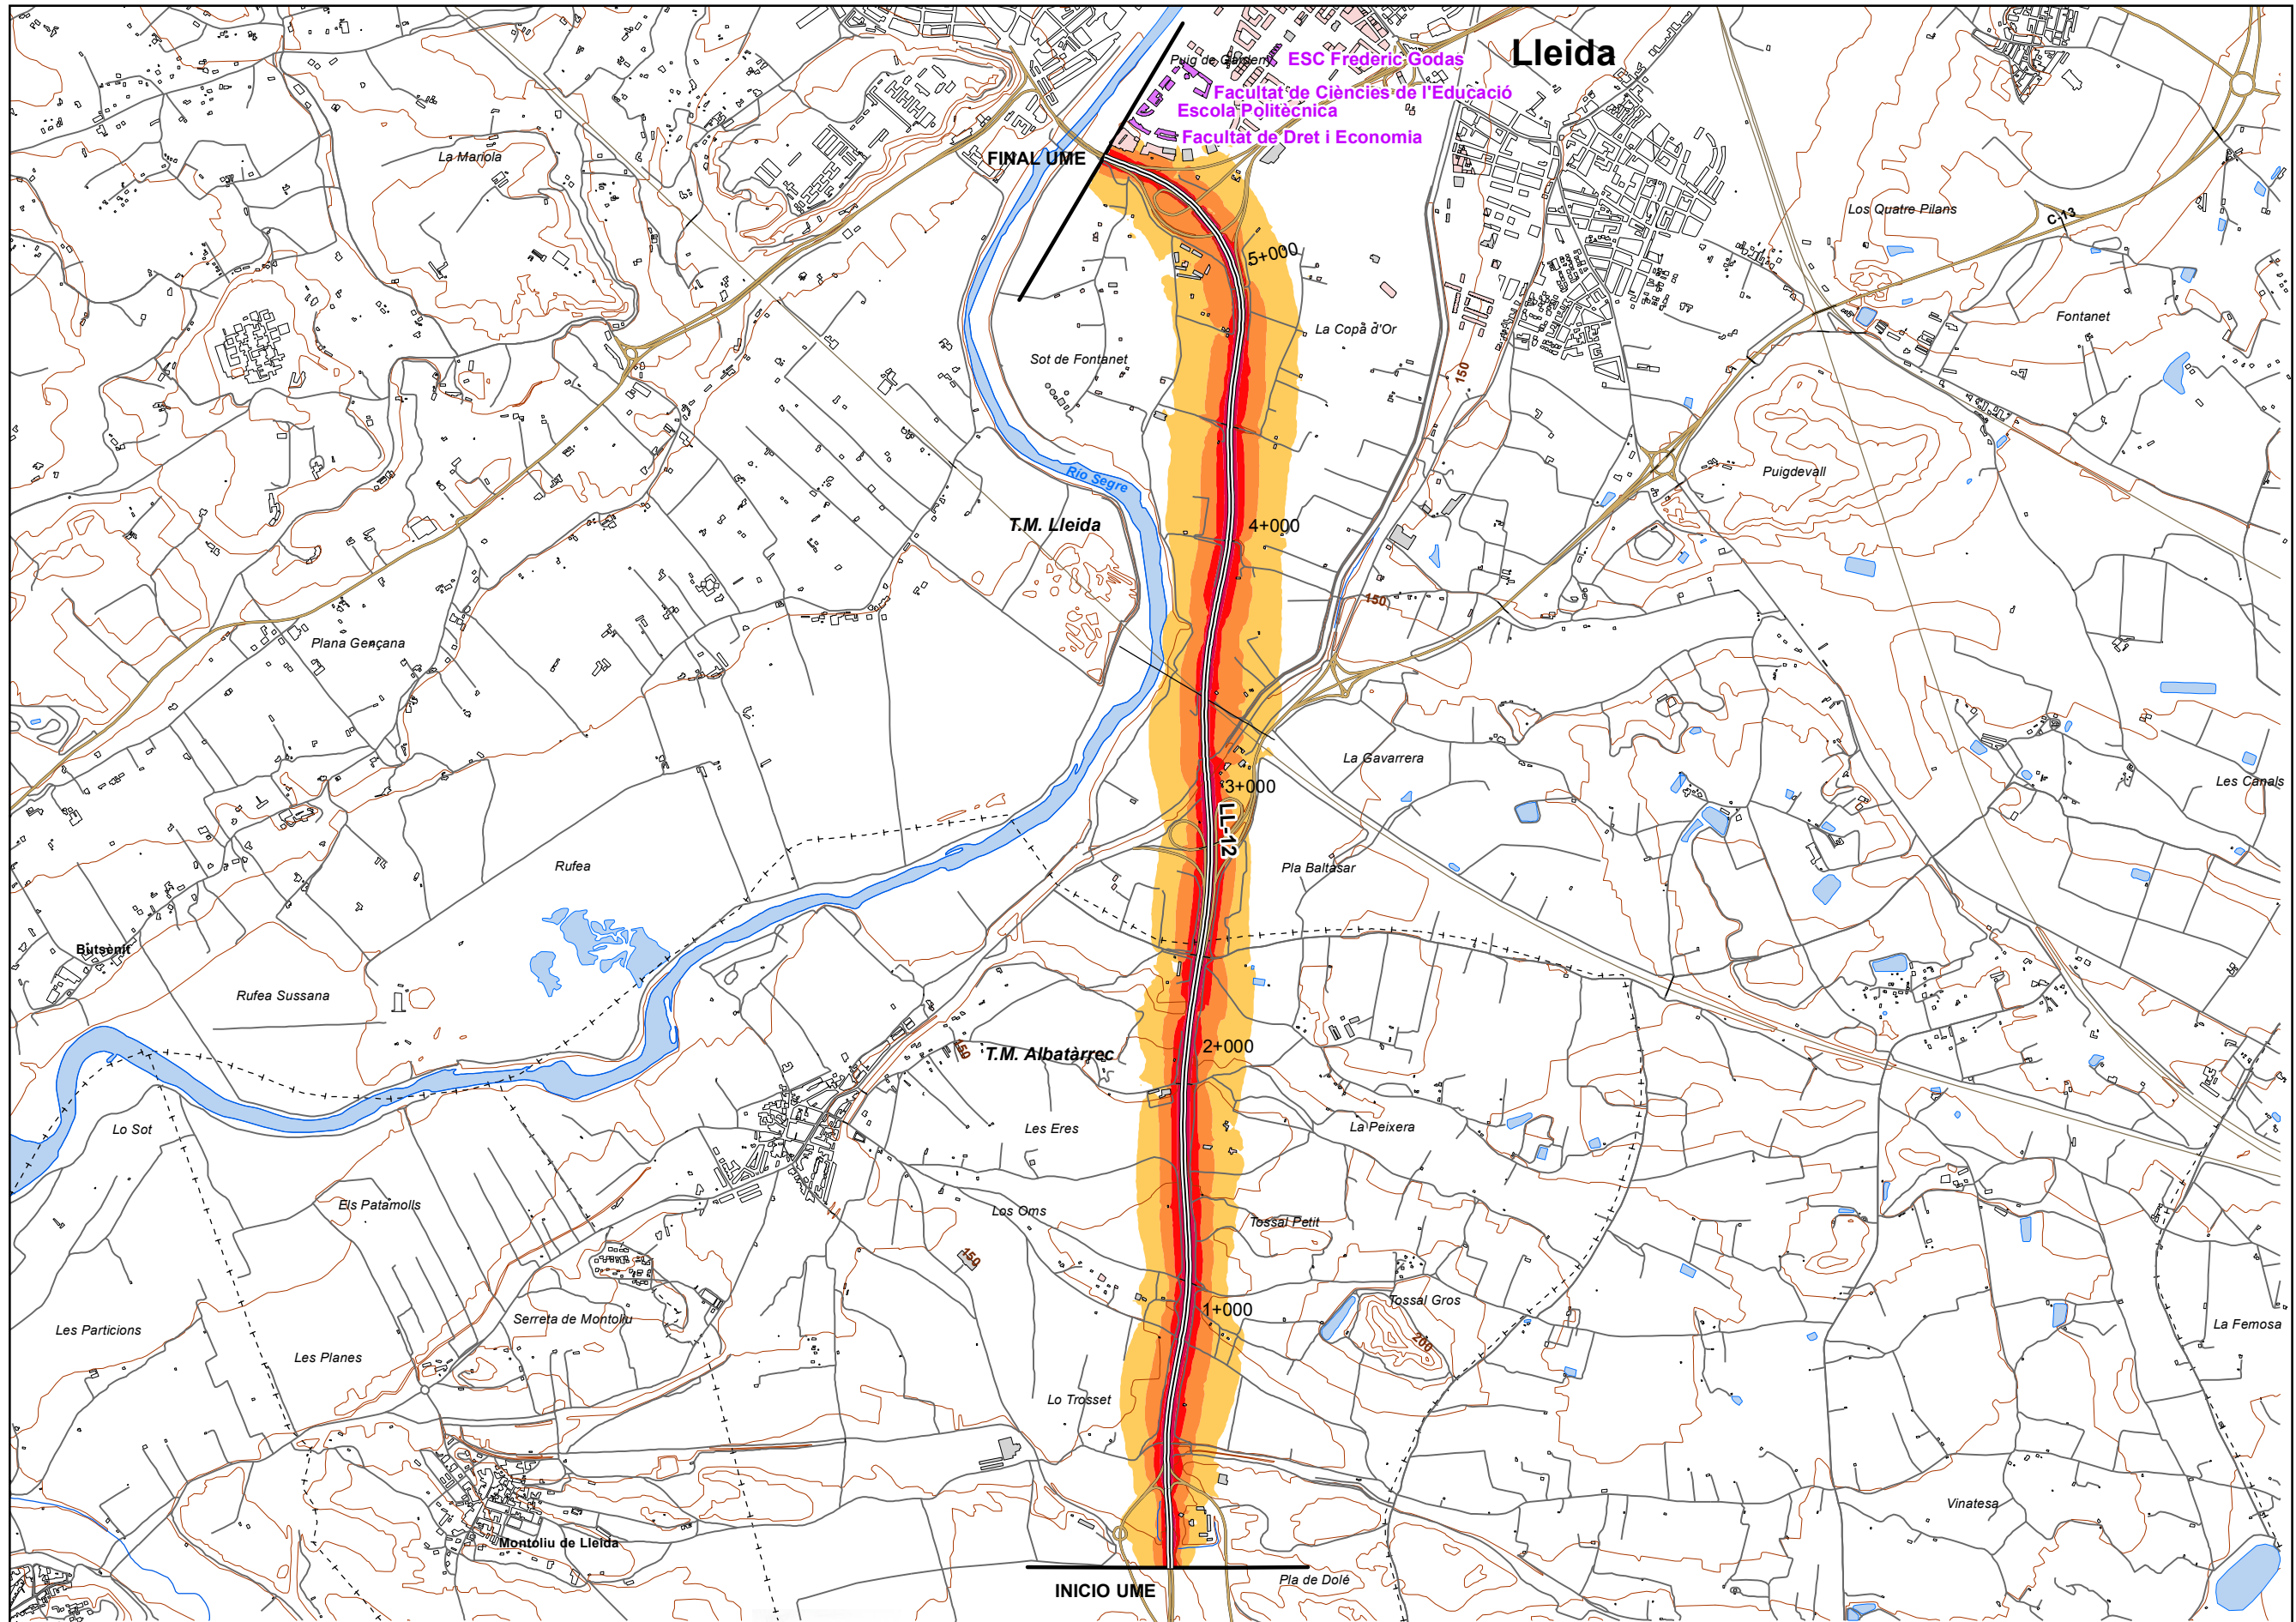 Lleida
Puig de Gardeny
ESC Frederic Godas
Facultat de Ciències de l'Educació
Escola Politècnica
Facultat de Dret i Economia
FINAL UME
La Mariola
Los Quatre Pilans
C-13
5+000
Fontanet
La Copa d'Or
Sot de Fontanet
150
Río Segre
Puigdevall
T.M. Lleida
4+000
150
Plana Gençana
La Gavarrera
Les Canals
3+000
LL-12
Rufea
Pla Baltasar
Butsènit
Rufea Sussana
T.M. Albatàrrec
150
2+000
Lo Sot
Les Eres
La Peixera
Els Patamolls
Los Oms
Tossal Petit
150
Tossal Gros
1+000
200
Serreta de Montoliu
Les Particions
La Femosa
Les Planes
Lo Trosset
Vinatesa
Montoliu de Lleida
Pla de Dolé
INICIO UME